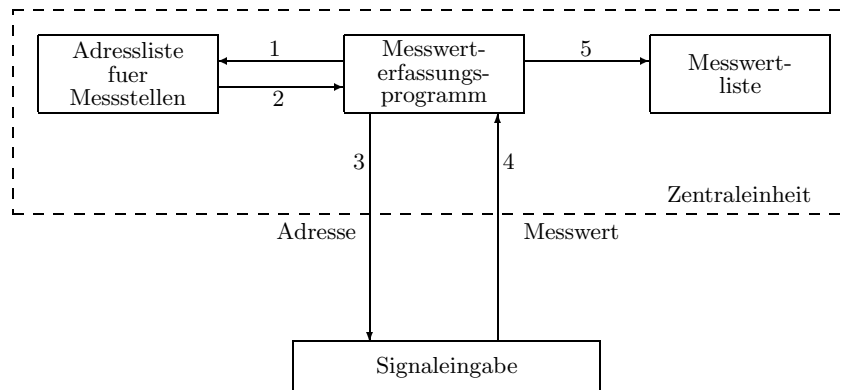 Adressliste
fuer
Messstellen
1
2
Messwert-
erfassungs-
programm
5
Messwert-
liste
3
4
Zentraleinheit
Adresse
Messwert
Signaleingabe